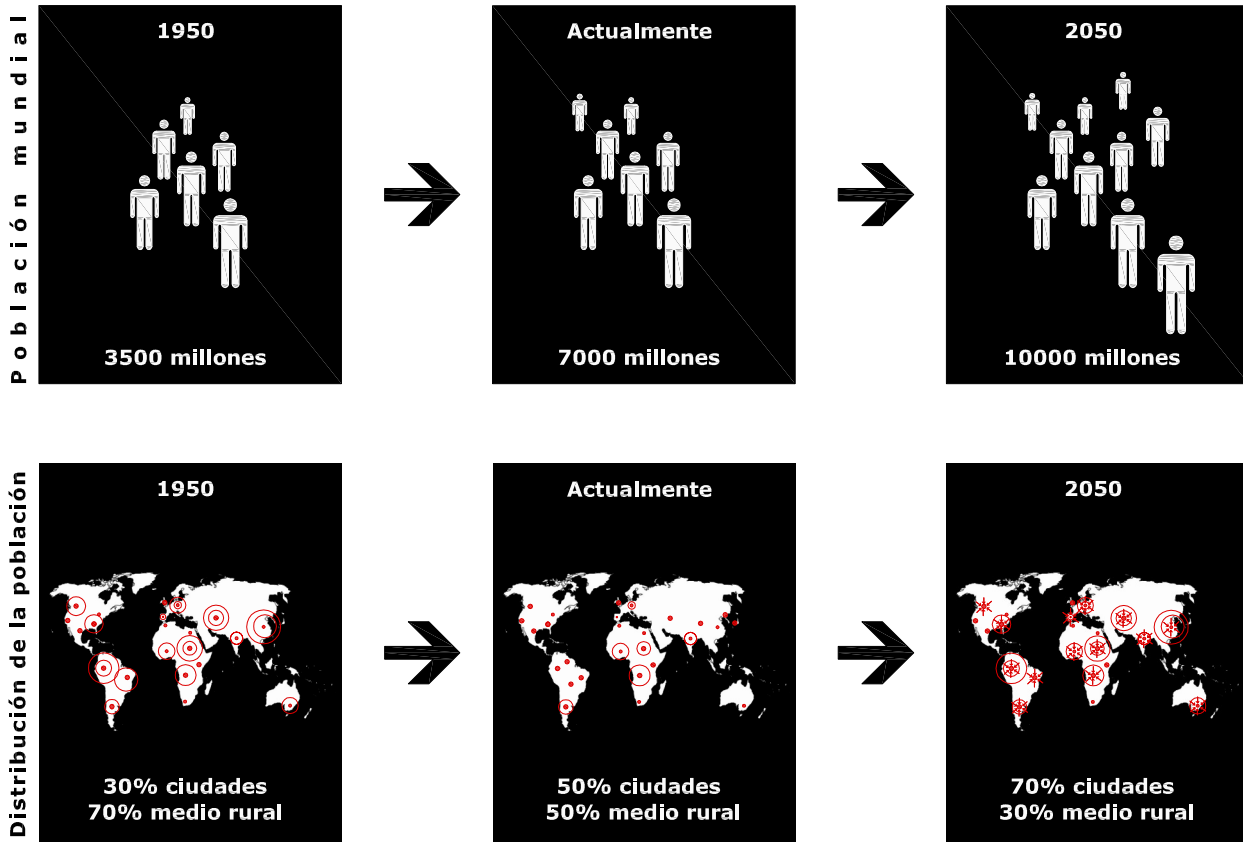 Población mundial
1950
3500 millones
Actualmente
7000 millones
2050
10000 millones
Distribución de la población
1950
30% ciudades
70% medio rural
Actualmente
50% ciudades
50% medio rural
2050
70% ciudades
30% medio rural